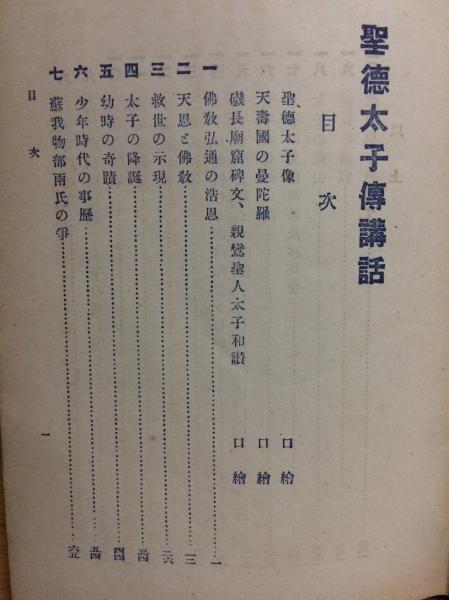 聖德太子傳講話
目次
聖德太子像 口繪
天壽國の曼陀羅 口繪
磯長廟窟碑文、親鸞聖人太子和讃 口繪
一 佛敎弘通の浩恩……一
二 天恩と佛敎……一三
三 救世の示現……二六
四 太子の降誕……三四
五 幼時の奇蹟……四四
六 少年時代の事歷……五四
七 蘇我物部兩氏の爭……六五
目次 一